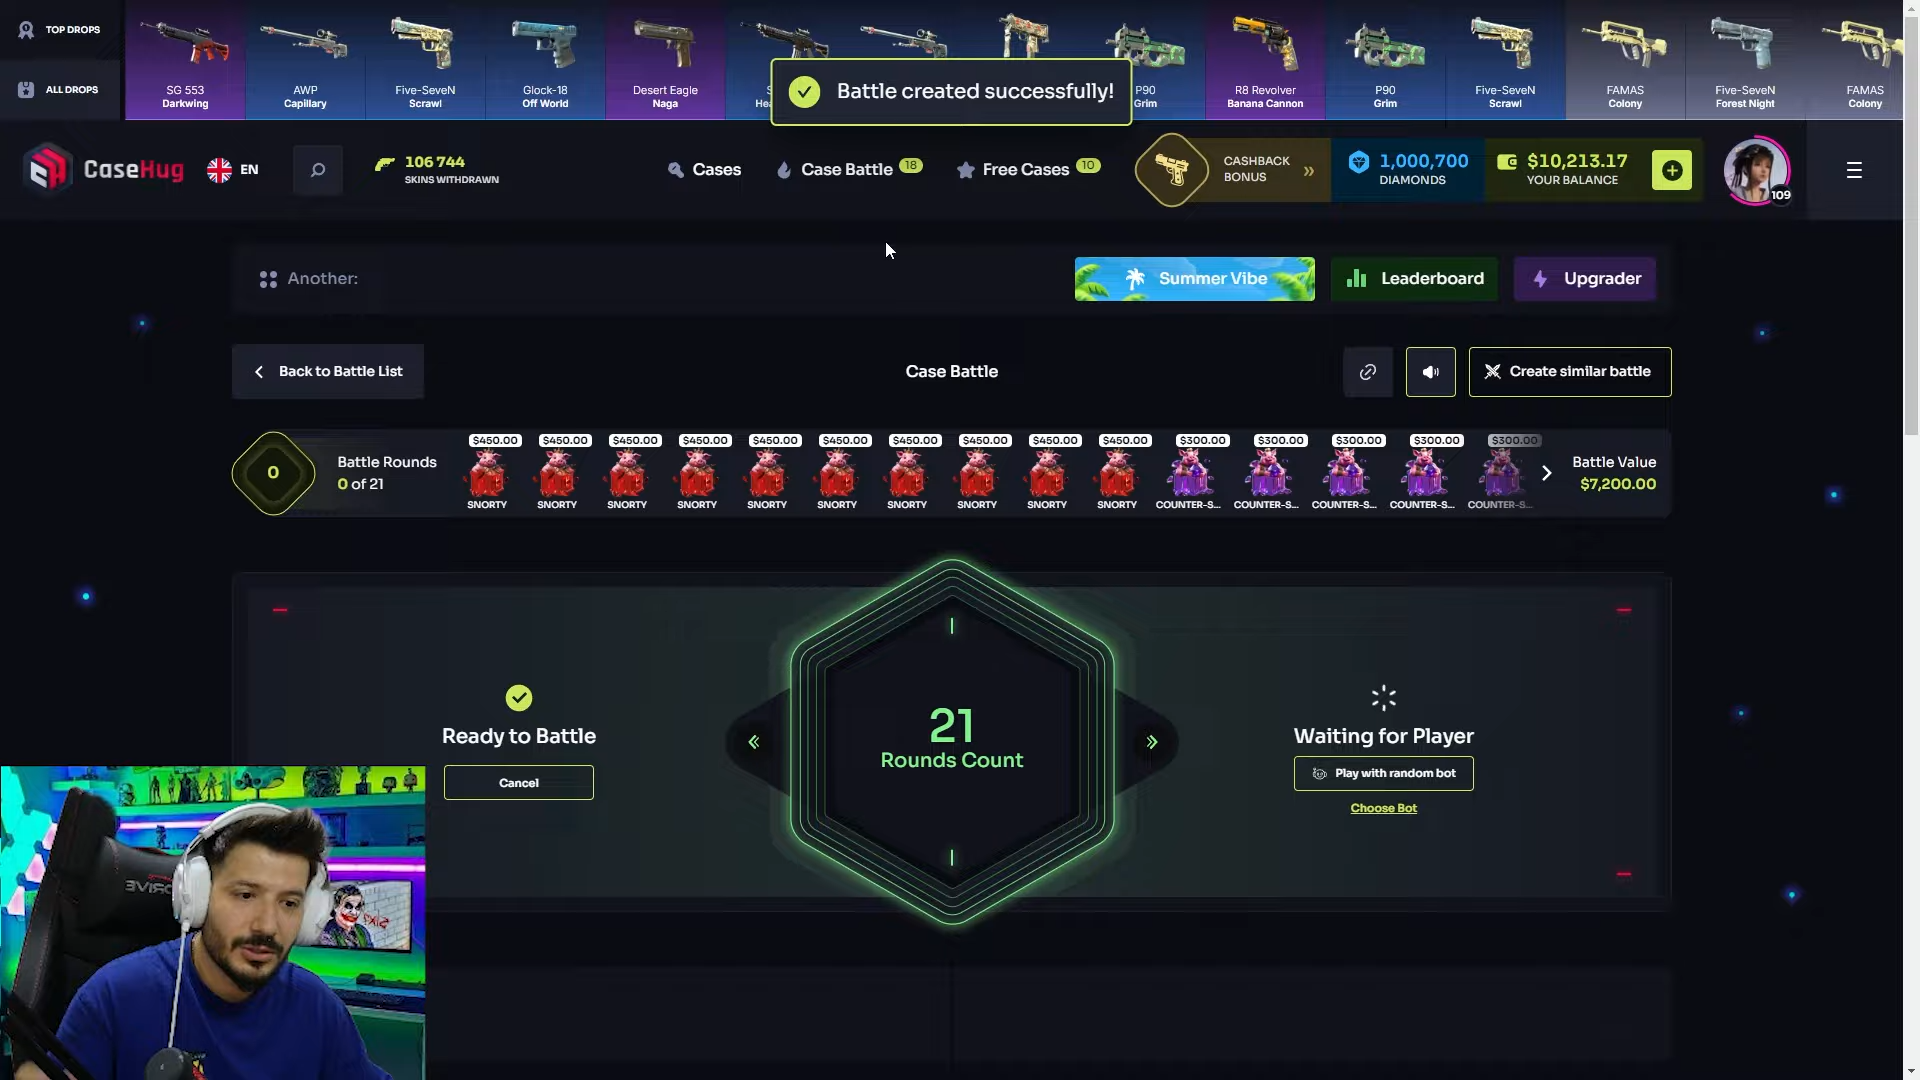 TOP DROPS
ALL DROPS
SG 553
Darkwing
AWP
Capillary
Five-SeveN
Scrawl
Glock-18
Off World
Desert Eagle
Naga
P90
Grim
R8 Revolver
Banana Cannon
P90
Grim
Five-SeveN
Scrawl
FAMAS
Colony
Five-SeveN
Forest Night
FAMAS
Colony
Battle created successfully!
CaseHug
EN
106 744
SKINS WITHDRAWN
Cases
Case Battle 18
Free Cases 10
CASHBACK
BONUS
1,000,700
DIAMONDS
$10,213.17
YOUR BALANCE
109
Another:
Summer Vibe
Leaderboard
Upgrader
Back to Battle List
Case Battle
Create similar battle
0
Battle Rounds
0 of 21
$450.00 $450.00 $450.00 $450.00 $450.00 $450.00 $450.00 $450.00 $450.00 $450.00 $300.00 $300.00 $300.00 $300.00 $300.00
SNORTY SNORTY SNORTY SNORTY SNORTY SNORTY SNORTY SNORTY SNORTY SNORTY COUNTER-S... COUNTER-S... COUNTER-S... COUNTER-S... COUNTER-S...
Battle Value
$7,200.00
Ready to Battle
Cancel
21
Rounds Count
Waiting for Player
Play with random bot
Choose Bot